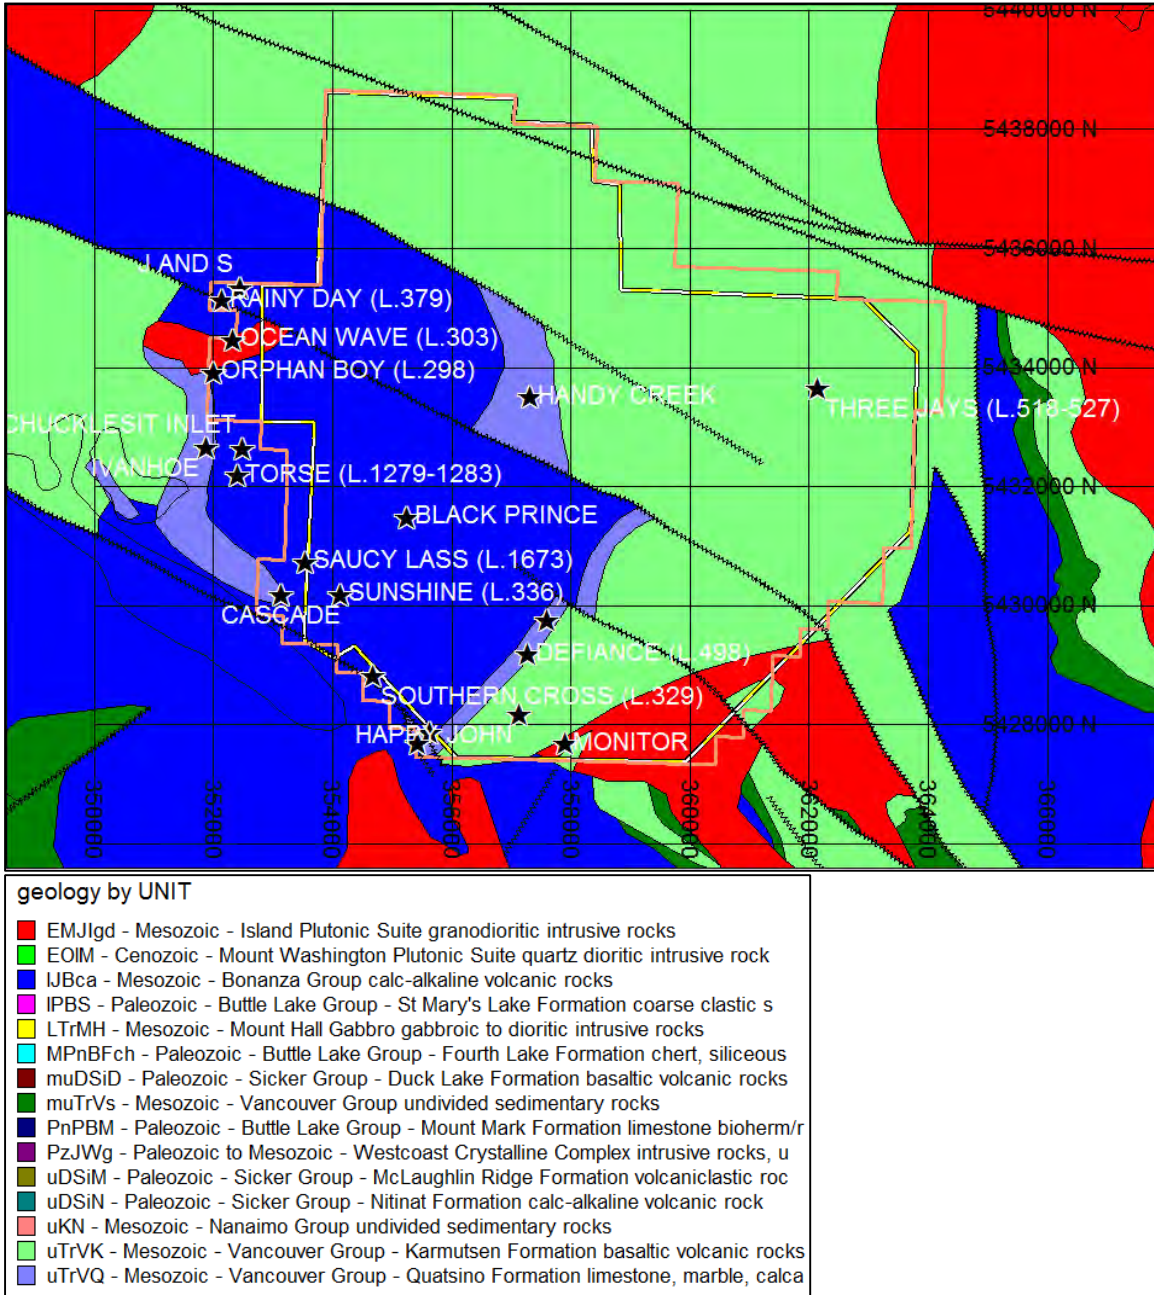 5440000 N
5438000 N
5436000 N
J.AND S
RAINY DAY (L.379)
OCEAN WAVE (L.303)
5434000 N
ORPHAN BOY (L.298)
HANDY CREEK
THREE JAYS (L.518-527)
CHUCKLESIT INLET
IVANHOE
TORSE (L.1279-1283)
5432000 N
BLACK PRINCE
SAUCY LASS (L.1673)
SUNSHINE (L.336)
5430000 N
CASCADE
DEFIANCE (L.498)
SOUTHERN CROSS (L.329)
5428000 N
HAPPY JOHN
MONITOR
350000
352000
354000
356000
358000
360000
362000
364000
366000
geology by UNIT
EMJIgd - Mesozoic - Island Plutonic Suite granodioritic intrusive rocks
EOIM - Cenozoic - Mount Washington Plutonic Suite quartz dioritic intrusive rock
IJBca - Mesozoic - Bonanza Group calc-alkaline volcanic rocks
IPBS - Paleozoic - Buttle Lake Group - St Mary's Lake Formation coarse clastic s
LTrMH - Mesozoic - Mount Hall Gabbro gabbroic to dioritic intrusive rocks
MPnBFch - Paleozoic - Buttle Lake Group - Fourth Lake Formation chert, siliceous
muDSiD - Paleozoic - Sicker Group - Duck Lake Formation basaltic volcanic rocks
muTrVs - Mesozoic - Vancouver Group undivided sedimentary rocks
PnPBM - Paleozoic - Buttle Lake Group - Mount Mark Formation limestone bioherm/r
PzJWg - Paleozoic to Mesozoic - Westcoast Crystalline Complex intrusive rocks, u
uDSiM - Paleozoic - Sicker Group - McLaughlin Ridge Formation volcaniclastic roc
uDSiN - Paleozoic - Sicker Group - Nitinat Formation calc-alkaline volcanic rock
uKN - Mesozoic - Nanaimo Group undivided sedimentary rocks
uTrVK - Mesozoic - Vancouver Group - Karmutsen Formation basaltic volcanic rocks
uTrVQ - Mesozoic - Vancouver Group - Quatsino Formation limestone, marble, calca